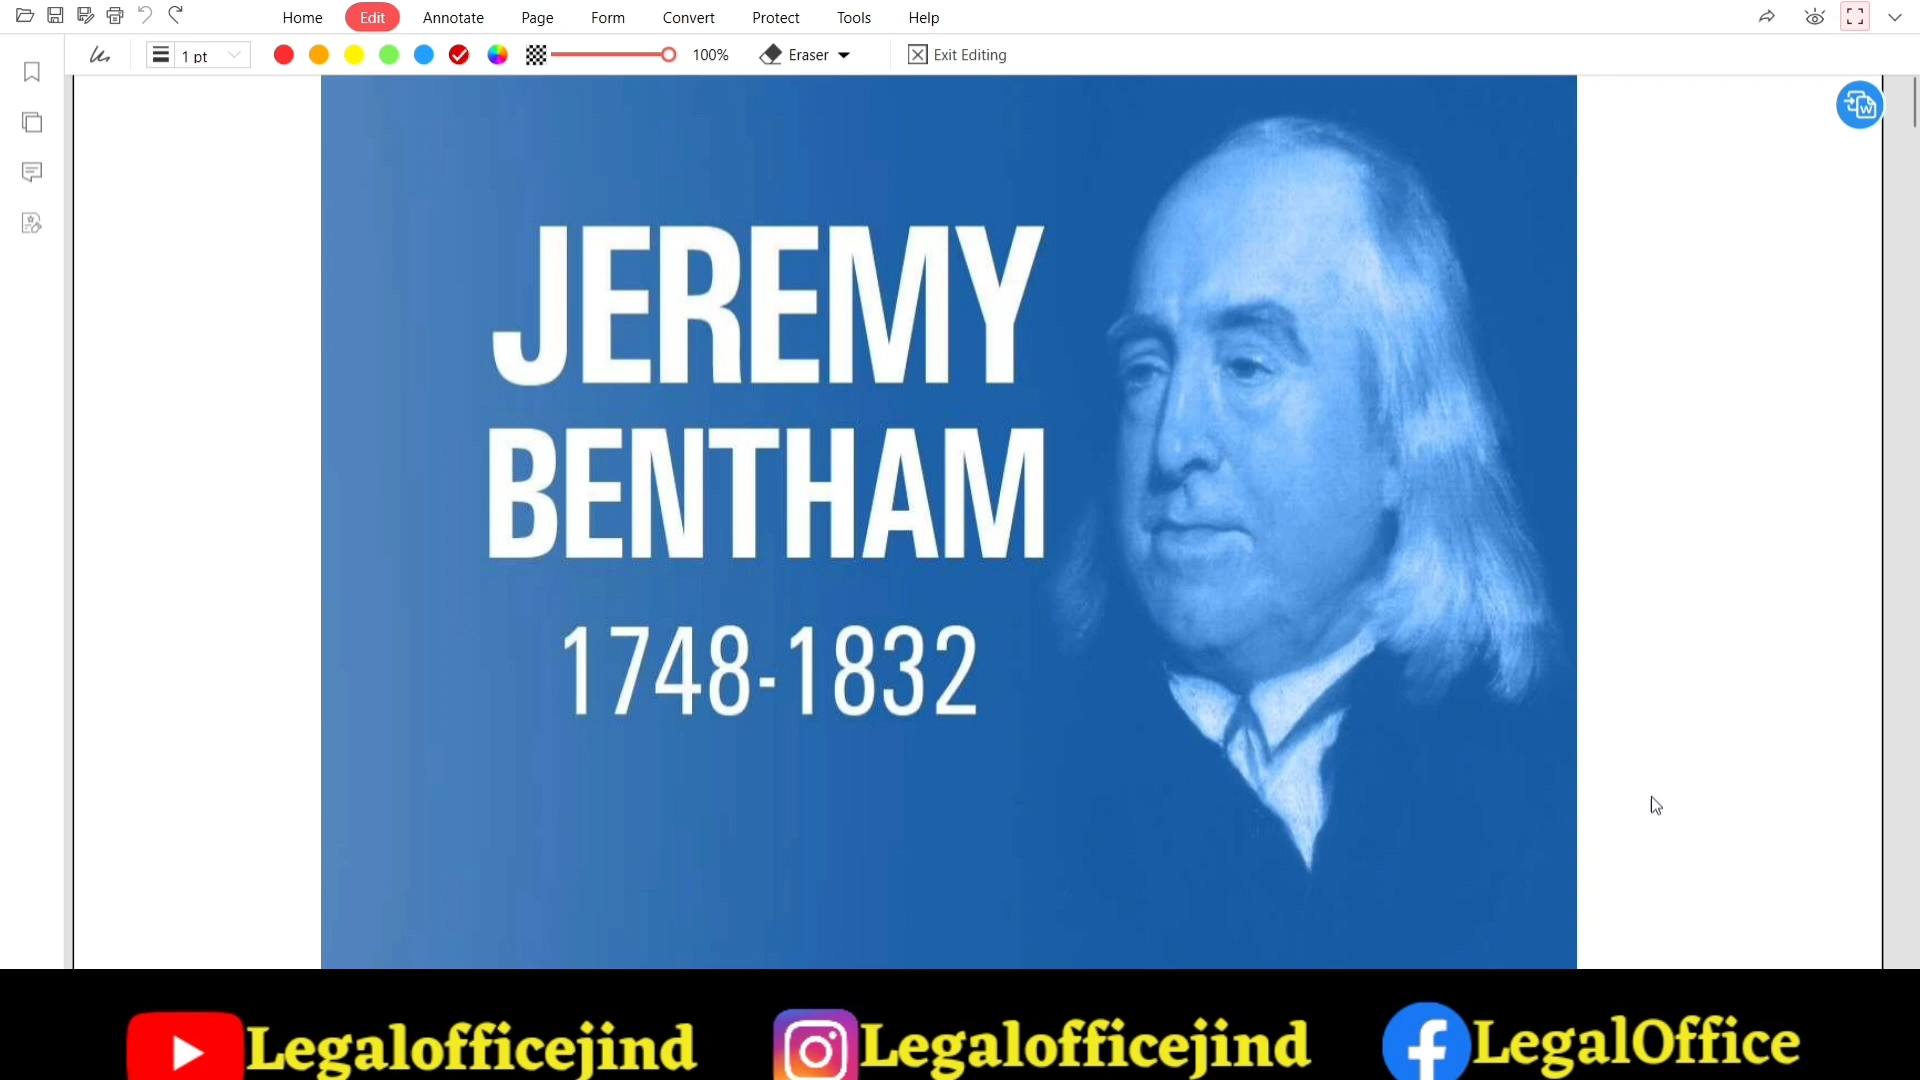 Home Edit Annotate Page Form Convert Protect Tools Help
1 pt 100% Eraser Exit Editing
JEREMY
BENTHAM
1748-1832
Legalofficejind Legalofficejind LegalOffice